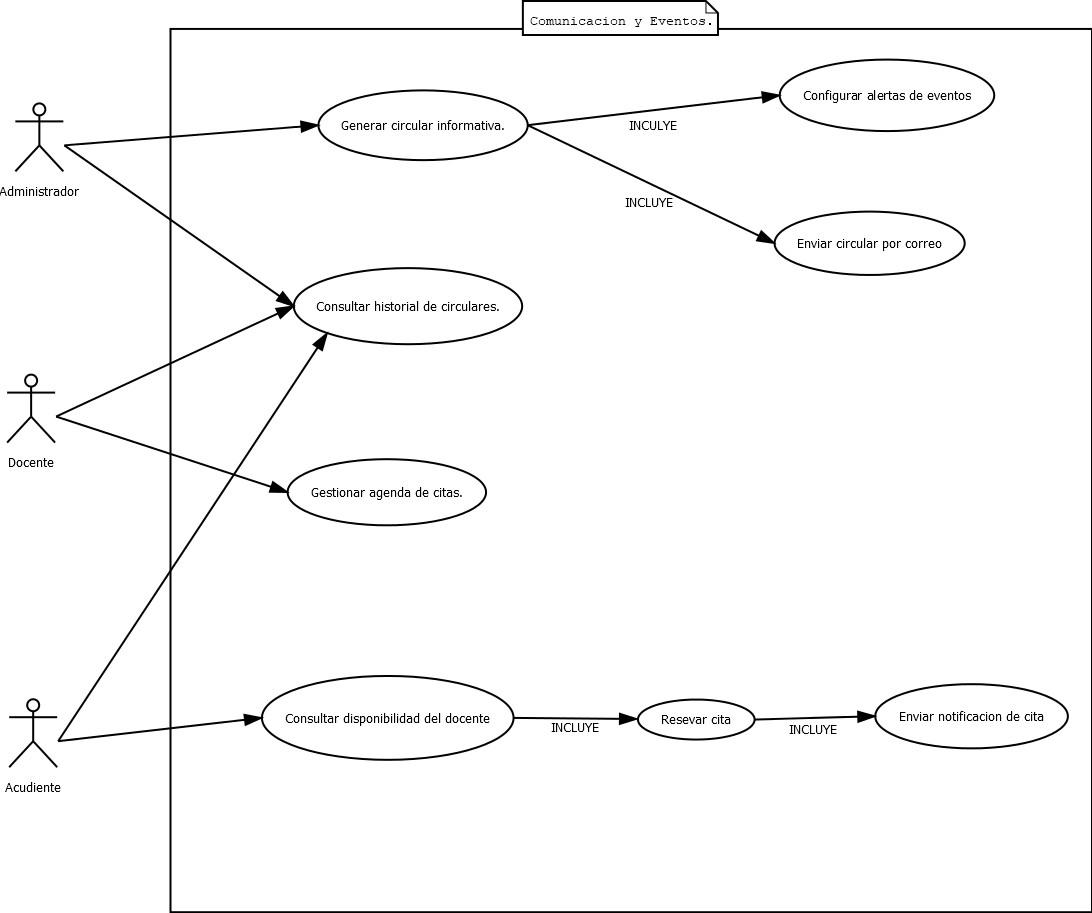 Comunicacion y Eventos.
Configurar alertas de eventos
Generar circular informativa.
INCULYE
Administrador
INCLUYE
Enviar circular por correo
Consultar historial de circulares.
Docente
Gestionar agenda de citas.
Consultar disponibilidad del docente
INCLUYE
Resevar cita
INCLUYE
Enviar notificacion de cita
Acudiente